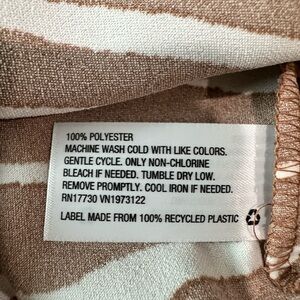 100% POLYESTER
MACHINE WASH COLD WITH LIKE COLORS.
GENTLE CYCLE. ONLY NON-CHLORINE
BLEACH IF NEEDED. TUMBLE DRY LOW.
REMOVE PROMPTLY. COOL IRON IF NEEDED.
RN17730 VN1973122
LABEL MADE FROM 100% RECYCLED PLASTIC